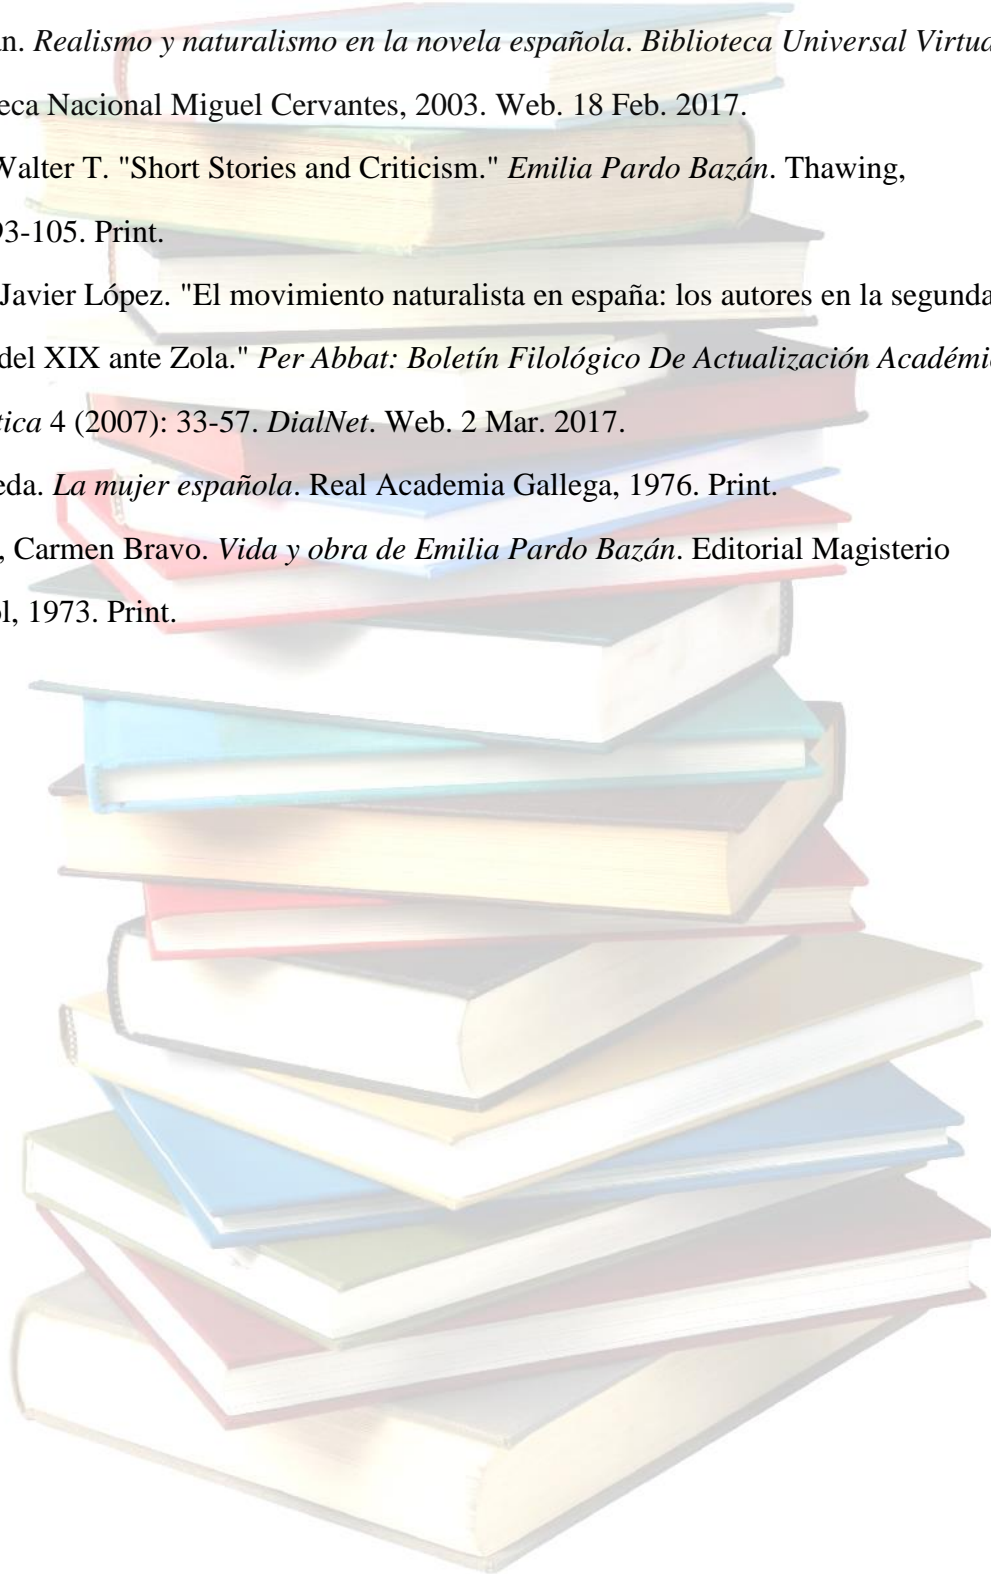 an. Realismo y naturalismo en la novela española. Biblioteca Universal Virtua
eca Nacional Miguel Cervantes, 2003. Web. 18 Feb. 2017.
Walter T. "Short Stories and Criticism." Emilia Pardo Bazán. Thawing,
93-105. Print.
Javier López. "El movimiento naturalista en españa: los autores en la segunda
del XIX ante Zola." Per Abbat: Boletín Filológico De Actualización Académi
tica 4 (2007): 33-57. DialNet. Web. 2 Mar. 2017.
eda. La mujer española. Real Academia Gallega, 1976. Print.
, Carmen Bravo. Vida y obra de Emilia Pardo Bazán. Editorial Magisterio
ol, 1973. Print.